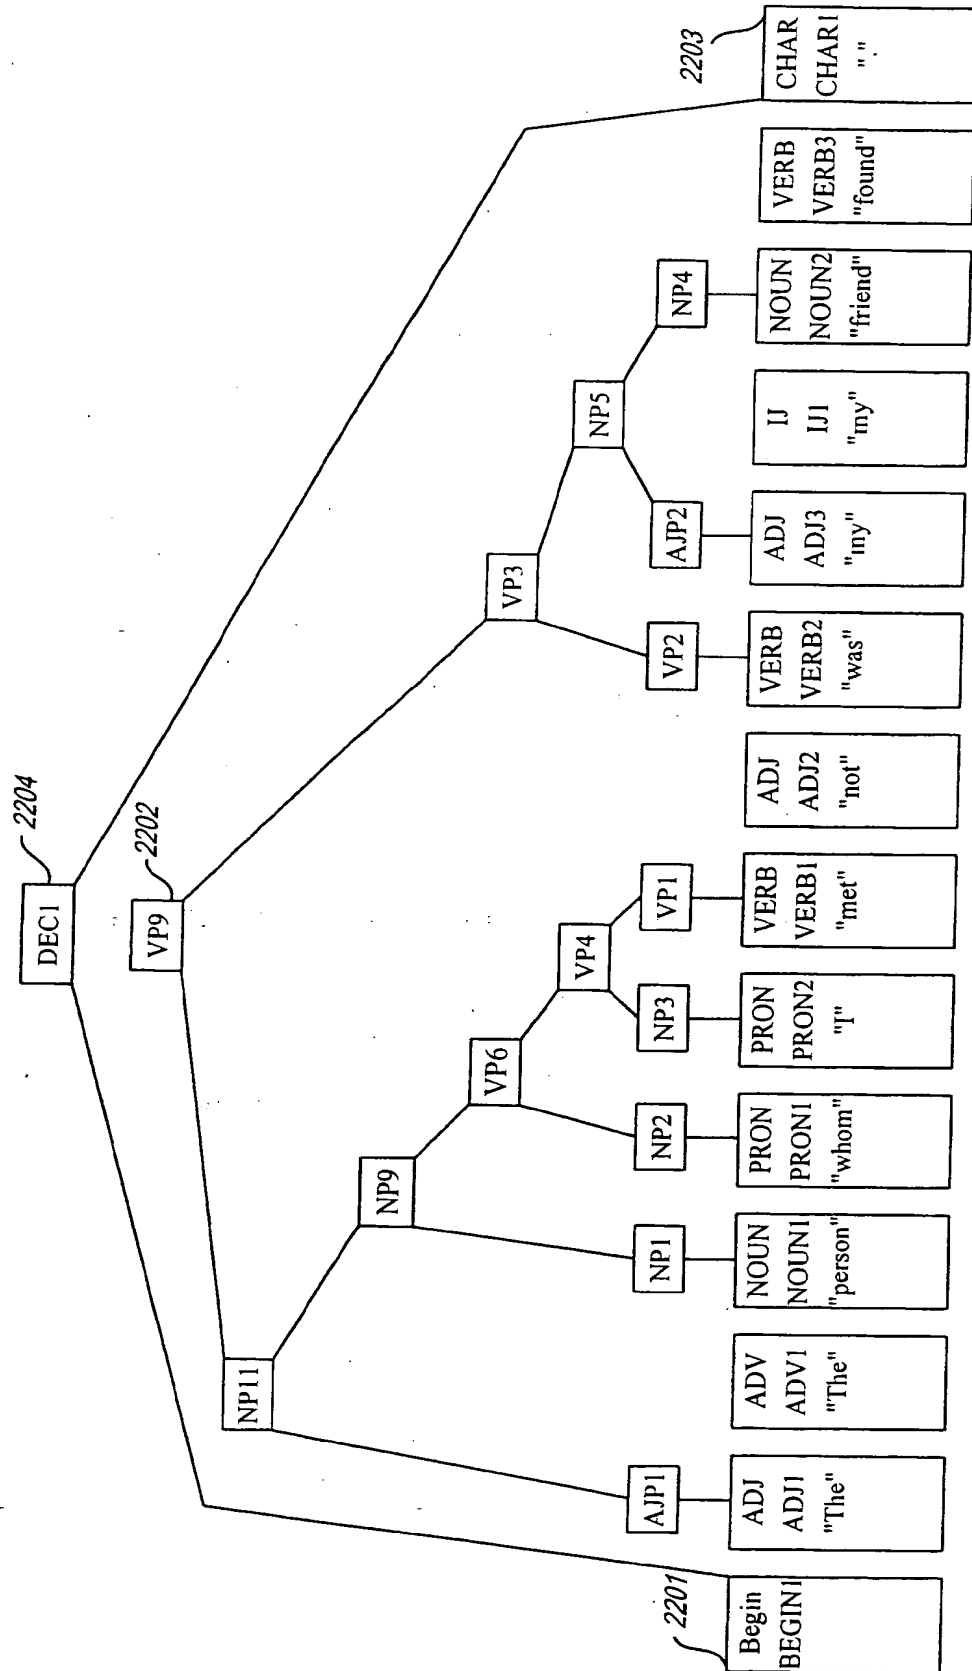 DEC1
2204
VP9
2202
NP11
NP9
VP3
VP6
NP5
VP4
AJP1
NP1
NP2
NP3
VP1
VP2
AJP2
NP4
2201
Begin
BEGIN1
ADJ
ADJ1
"The"
ADV
ADV1
"The"
NOUN
NOUN1
"person"
PRON
PRON1
"whom"
PRON
PRON2
"I"
VERB
VERB1
"met"
ADJ
ADJ2
"not"
VERB
VERB2
"was"
ADJ
ADJ3
"my"
IJ
IJ1
"my"
NOUN
NOUN2
"friend"
VERB
VERB3
"found"
2203
CHAR
CHAR1
"."